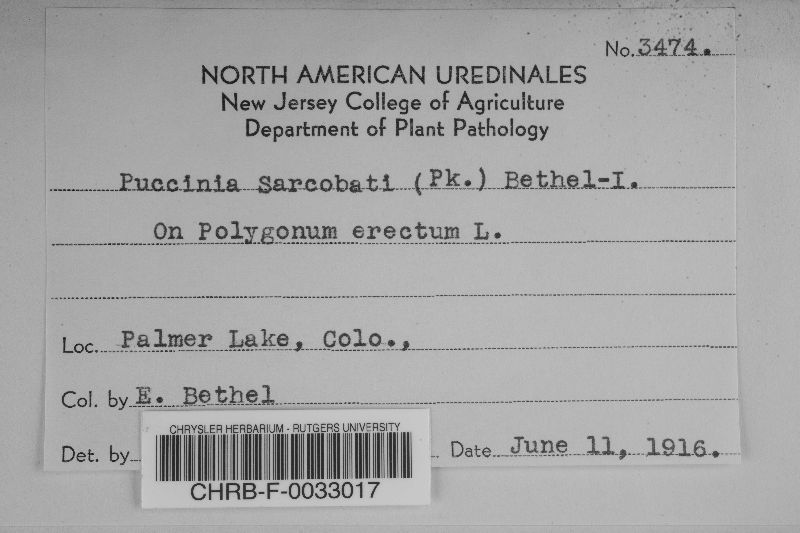 No. 3474.
NORTH AMERICAN UREDINALES
New Jersey College of Agriculture
Department of Plant Pathology
Puccinia Sarcobati (Pk.) Bethel-I.
On Polygonum erectum L.
Loc. Palmer Lake, Colo.,
Col. by E. Bethel
Det. by
Date June 11, 1916.
CHRYSLER HERBARIUM - RUTGERS UNIVERSITY
CHRB-F-0033017